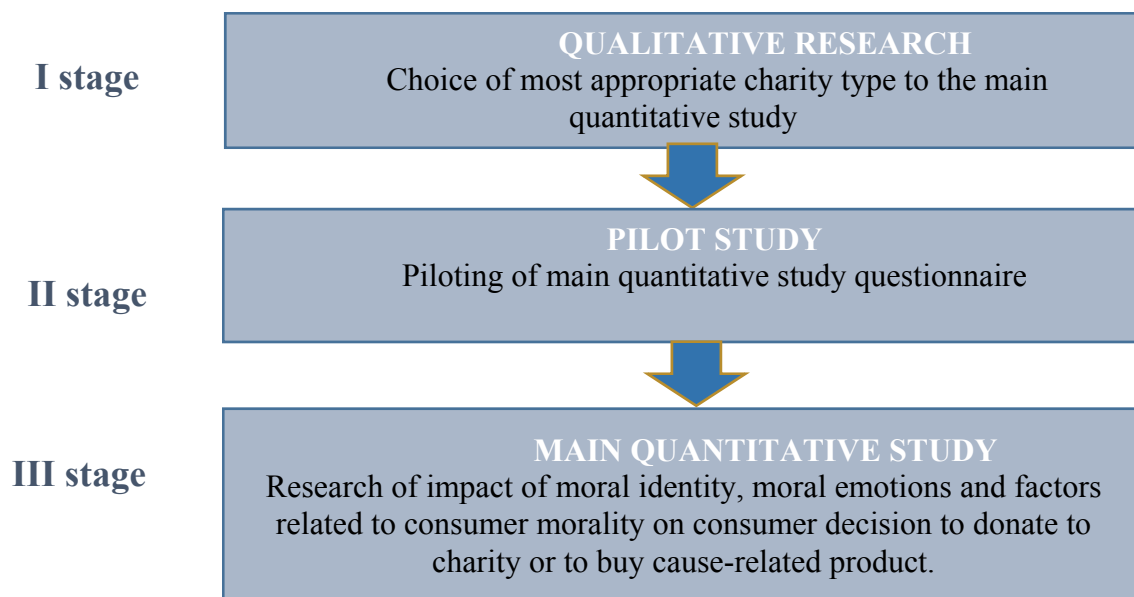 I stage
QUALITATIVE RESEARCH
Choice of most appropriate charity type to the main
quantitative study
II stage
PILOT STUDY
Piloting of main quantitative study questionnaire
III stage
MAIN QUANTITATIVE STUDY
Research of impact of moral identity, moral emotions and factors
related to consumer morality on consumer decision to donate to
charity or to buy cause-related product.